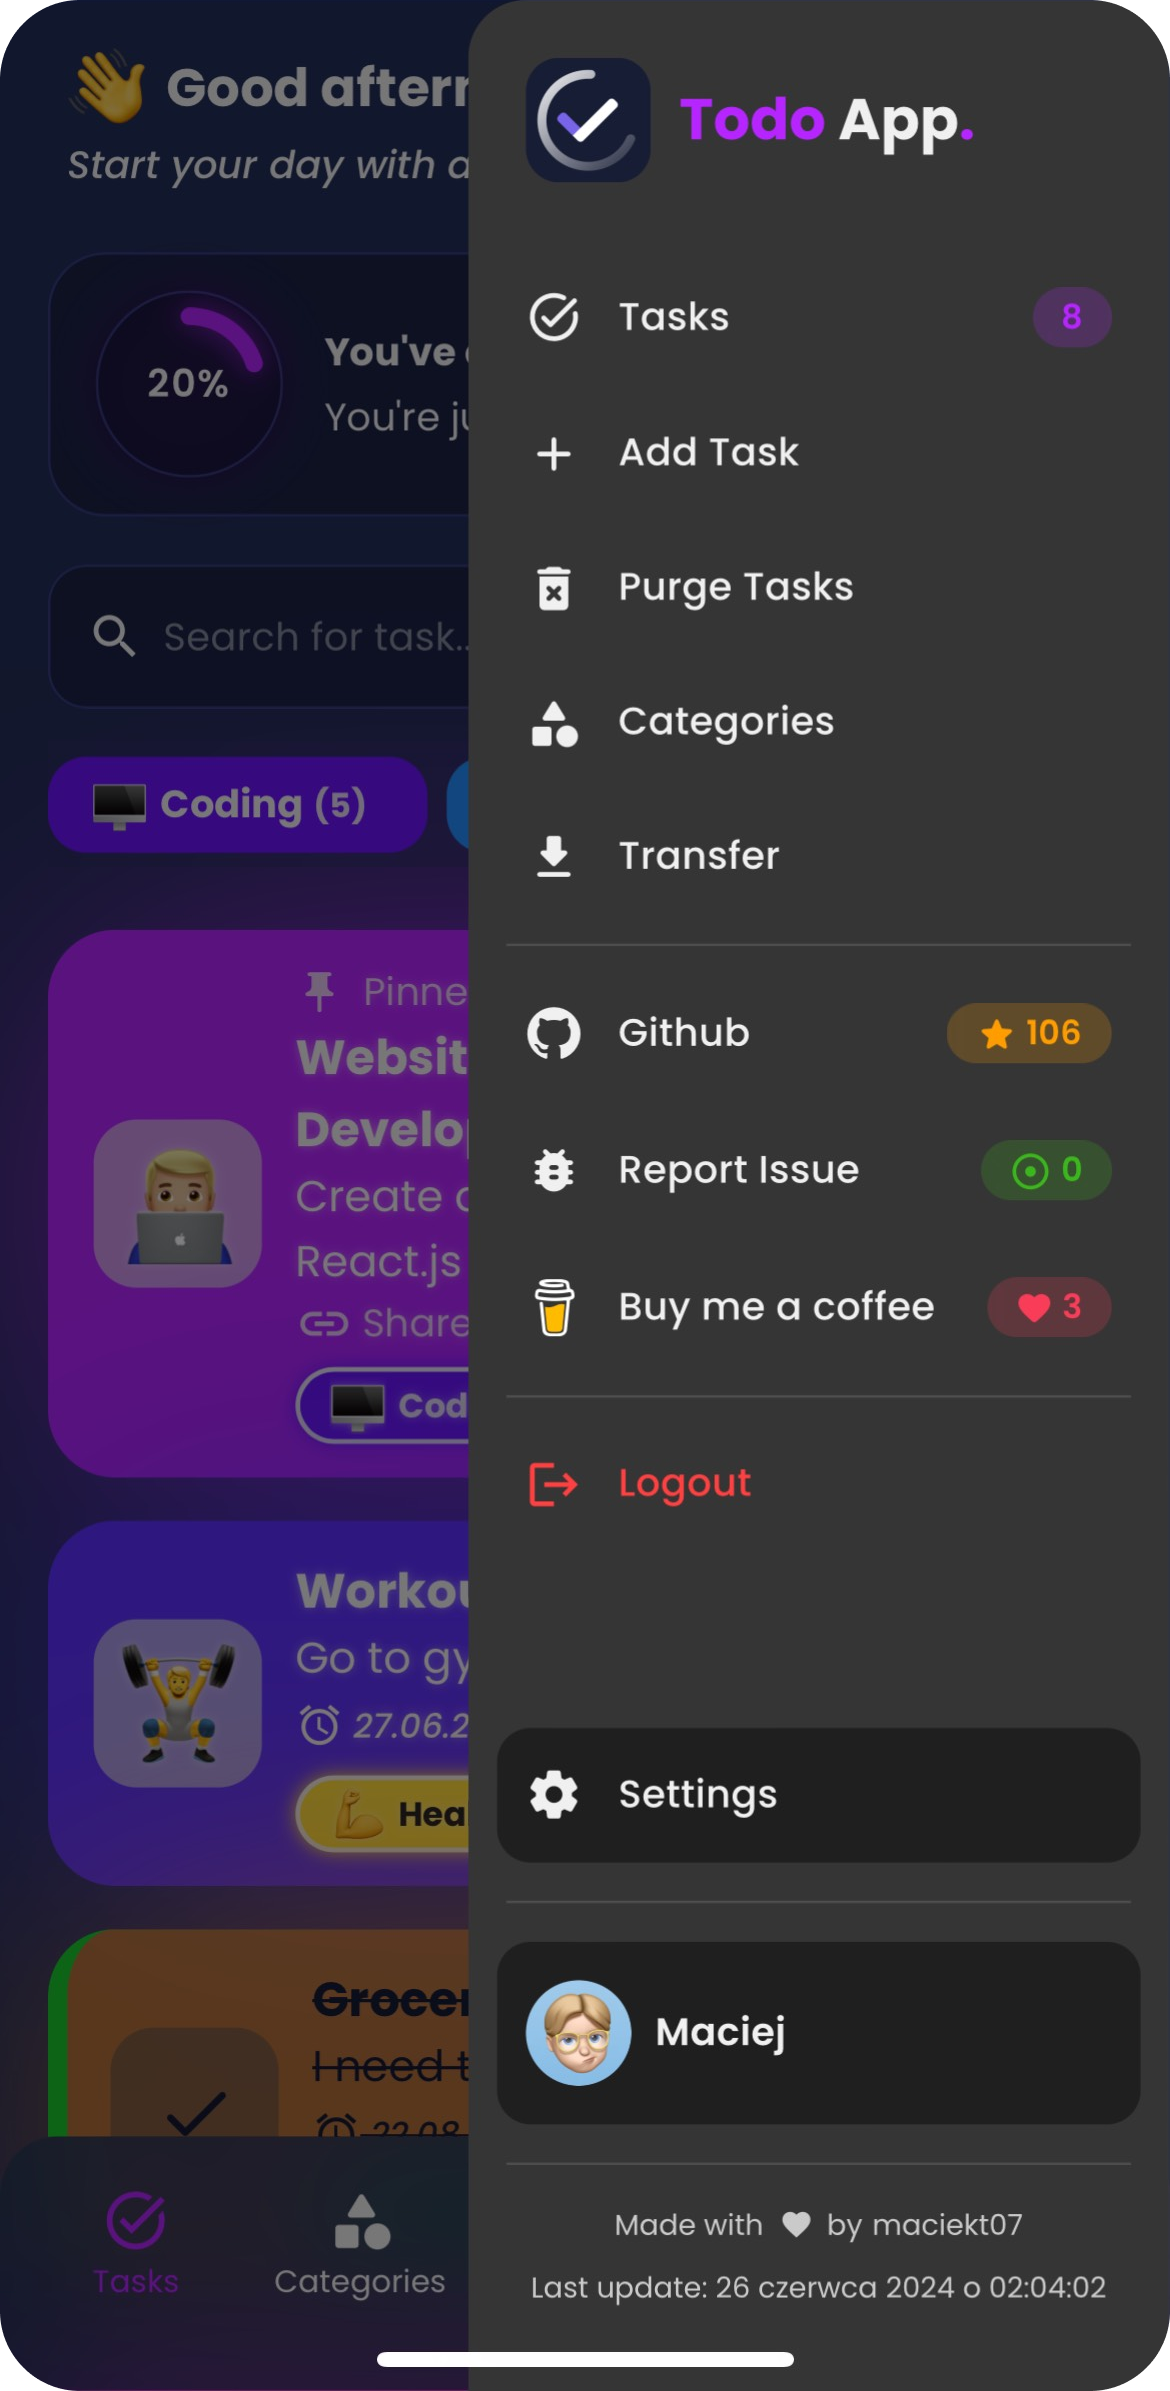 Good aftern
Start your day with a
20%
You've
You're ju
Search for task..
Coding (5)
Pinne
Websit
Develop
Create
React.js
Share
Cod
Workou
Go to gy
27.06.2
Heal
Grocer
I need t
22.08
Tasks
Categories
Todo App.
Tasks
8
Add Task
Purge Tasks
Categories
Transfer
Github
106
Report Issue
0
Buy me a coffee
3
Logout
Settings
Maciej
Made with by maciekt07
Last update: 26 czerwca 2024 o 02:04:02